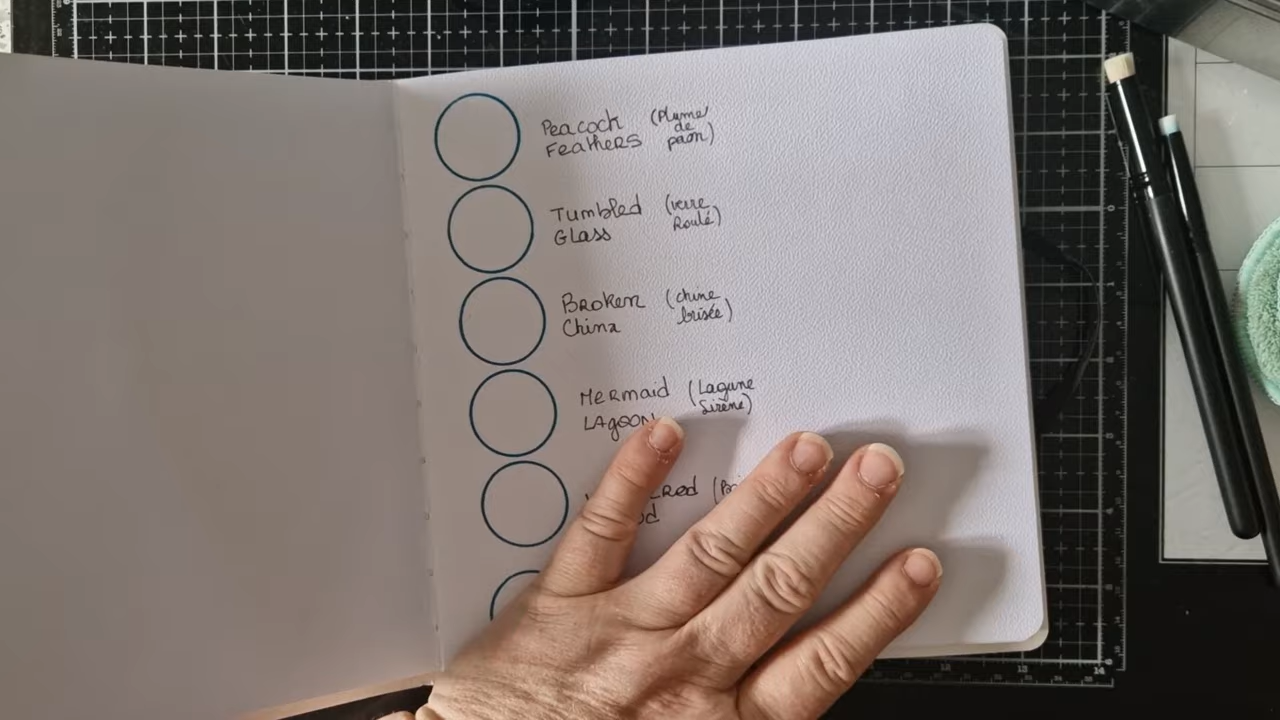 Peacock (Plume
Feathers de
paon)
Tumbled (verre
Glass Roulé)
Broken (chine
China brisée)
Mermaid (Lagune
LAgOON Sirène)